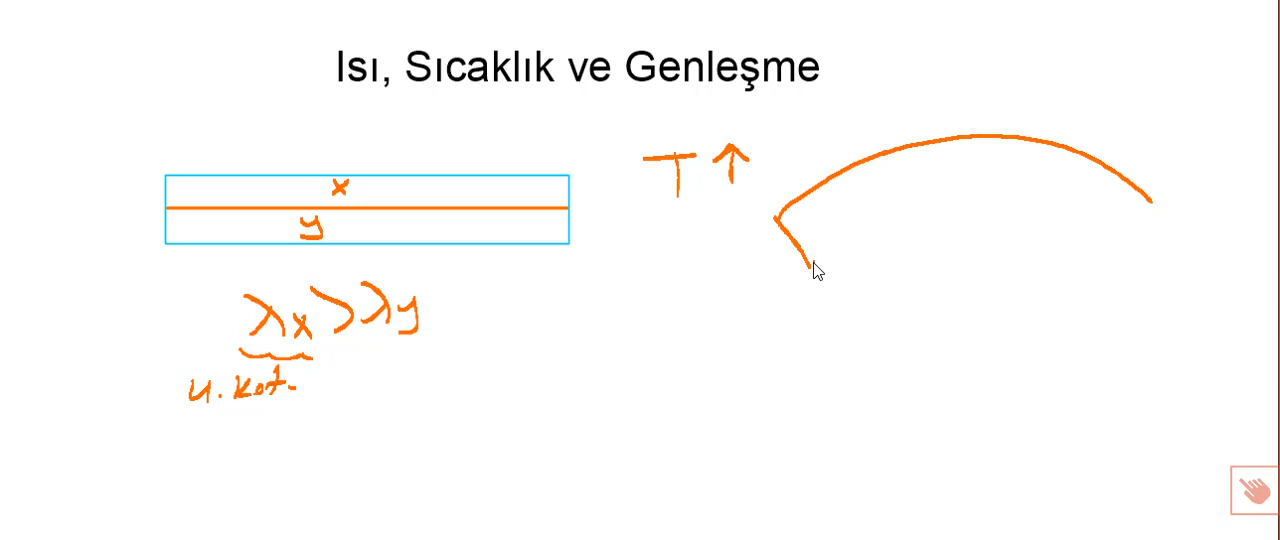 Isı, Sıcaklık ve Genleşme
T ↑
x
y
λx > λy
u. kat.